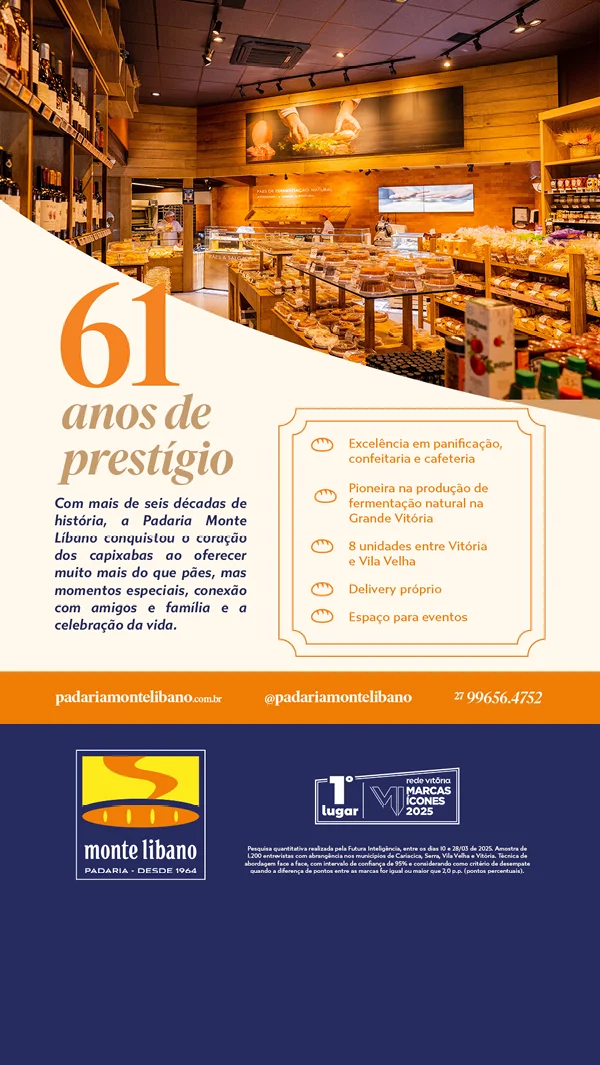 PÃES DE FERMENTAÇÃO NATURAL
PÃES & SALGADOS
61
anos de
prestígio
Com mais de seis décadas de
história, a Padaria Monte
Líbano conquistou o coração
dos capixabas ao oferecer
muito mais do que pães, mas
momentos especiais, conexão
com amigos e família e a
celebração da vida.
Excelência em panificação,
confeitaria e cafeteria
Pioneira na produção de
fermentação natural na
Grande Vitória
8 unidades entre Vitória
e Vila Velha
Delivery próprio
Espaço para eventos
padariamontelibano.com.br
@padariamontelibano
27 99656.4752
monte libano
PADARIA - DESDE 1964
1º
lugar
rede vitória
MARCAS
ÍCONES
2025
Pesquisa quantitativa realizada pela Futura Inteligência, entre os dias 10 e 28/03 de 2025. Amostra de
1.200 entrevistas com abrangência nos municípios de Cariacica, Serra, Vila Velha e Vitória. Técnica de
abordagem face a face, com intervalo de confiança de 95% e considerando como critério de desempate
quando a diferença de pontos entre as marcas for igual ou maior que 2,0 p.p. (pontos percentuais).